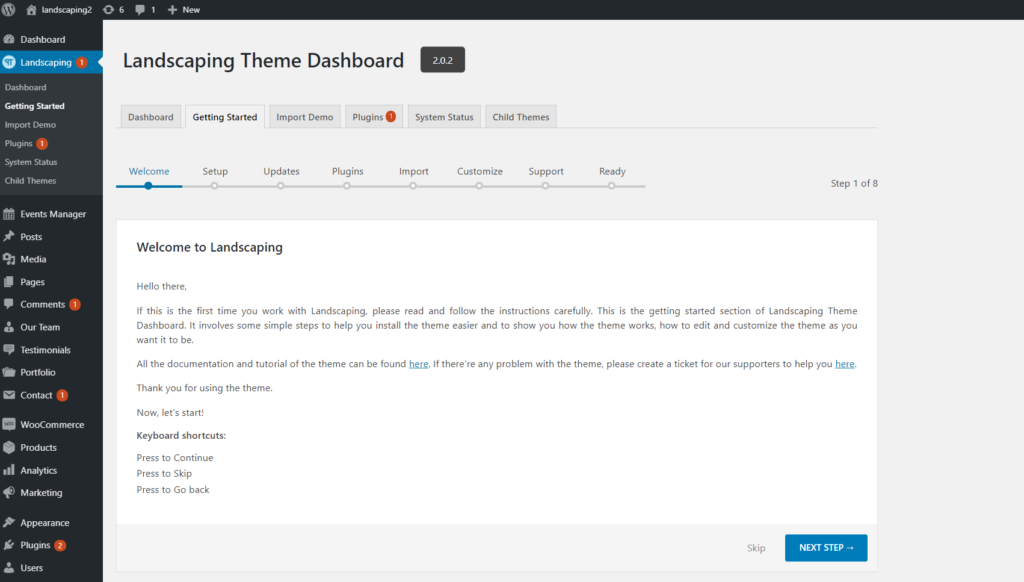 landscaping2 6 1 New
Dashboard
Landscaping 1
Dashboard
Getting Started
Import Demo
Plugins 1
System Status
Child Themes
Events Manager
Posts
Media
Pages
Comments 1
Our Team
Testimonials
Portfolio
Contact 1
WooCommerce
Products
Analytics
Marketing
Appearance
Plugins 2
Users
Landscaping Theme Dashboard 2.0.2
Dashboard Getting Started Import Demo Plugins 1 System Status Child Themes
Welcome Setup Updates Plugins Import Customize Support Ready
Step 1 of 8
Welcome to Landscaping
Hello there,
If this is the first time you work with Landscaping, please read and follow the instructions carefully. This is the getting started section of Landscaping Theme
Dashboard. It involves some simple steps to help you install the theme easier and to show you how the theme works, how to edit and customize the theme as you
want it to be.
All the documentation and tutorial of the theme can be found here. If there're any problem with the theme, please create a ticket for our supporters to help you here.
Thank you for using the theme.
Now, let's start!
Keyboard shortcuts:
Press to Continue
Press to Skip
Press to Go back
Skip NEXT STEP →